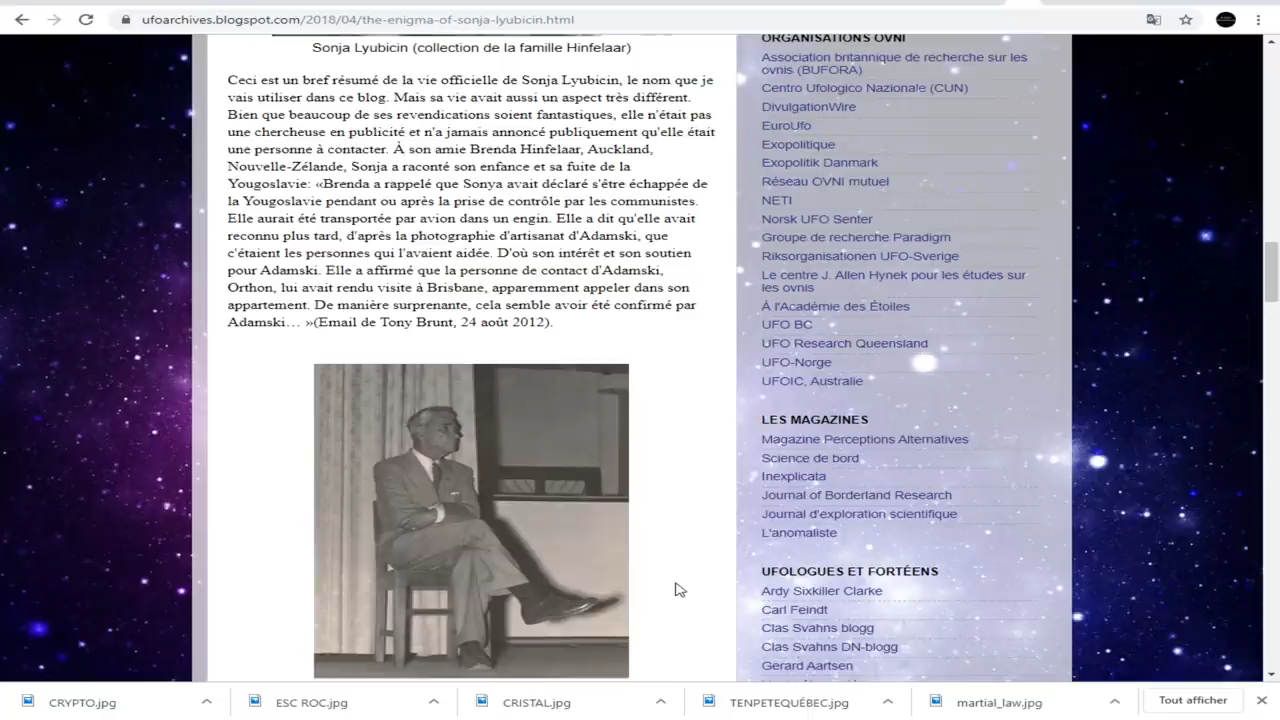 ufoarchives.blogspot.com/2018/04/the-enigma-of-sonja-lyubicin.html
Sonja Lyubicin (collection de la famille Hinfelaar)
Ceci est un bref résumé de la vie officielle de Sonja Lyubicin, le nom que je
vais utiliser dans ce blog. Mais sa vie avait aussi un aspect très différent.
Bien que beaucoup de ses revendications soient fantastiques, elle n'était pas
une chercheuse en publicité et n'a jamais annoncé publiquement qu'elle était
une personne à contacter. À son amie Brenda Hinfelaar, Auckland,
Nouvelle-Zélande, Sonja a raconté son enfance et sa fuite de la
Yougoslavie: «Brenda a rappelé que Sonya avait déclaré s'être échappée de
la Yougoslavie pendant ou après la prise de contrôle par les communistes.
Elle aurait été transportée par avion dans un engin. Elle a dit qu'elle avait
reconnu plus tard, d'après la photographie d'artisanat d'Adamski, que
c'étaient les personnes qui l'avaient aidée. D'où son intérêt et son soutien
pour Adamski. Elle a affirmé que la personne de contact d'Adamski,
Orthon, lui avait rendu visite à Brisbane, apparemment appeler dans son
appartement. De manière surprenante, cela semble avoir été confirmé par
Adamski... »(Email de Tony Brunt, 24 août 2012).
ORGANISATIONS OVNI
Association britannique de recherche sur les
ovnis (BUFORA)
Centro Ufologico Nazionale (CUN)
DivulgationWire
EuroUfo
Exopolitique
Exopolitik Danmark
Réseau OVNI mutuel
NETI
Norsk UFO Senter
Groupe de recherche Paradigm
Riksorganisationen UFO-Sverige
Le centre J. Allen Hynek pour les études sur
les ovnis
À l'Académie des Étoiles
UFO BC
UFO Research Queensland
UFO-Norge
UFOIC, Australie
LES MAGAZINES
Magazine Perceptions Alternatives
Science de bord
Inexplicata
Journal of Borderland Research
Journal d'exploration scientifique
L'anomaliste
UFOLOGUES ET FORTÉENS
Ardy Sixkiller Clarke
Carl Feindt
Clas Svahns blogg
Clas Svahns DN-blogg
Gerard Aartsen
CRYPTO.jpg
ESC ROC.jpg
CRISTAL.jpg
TENPETEQUÉBEC.jpg
martial_law.jpg
Tout afficher